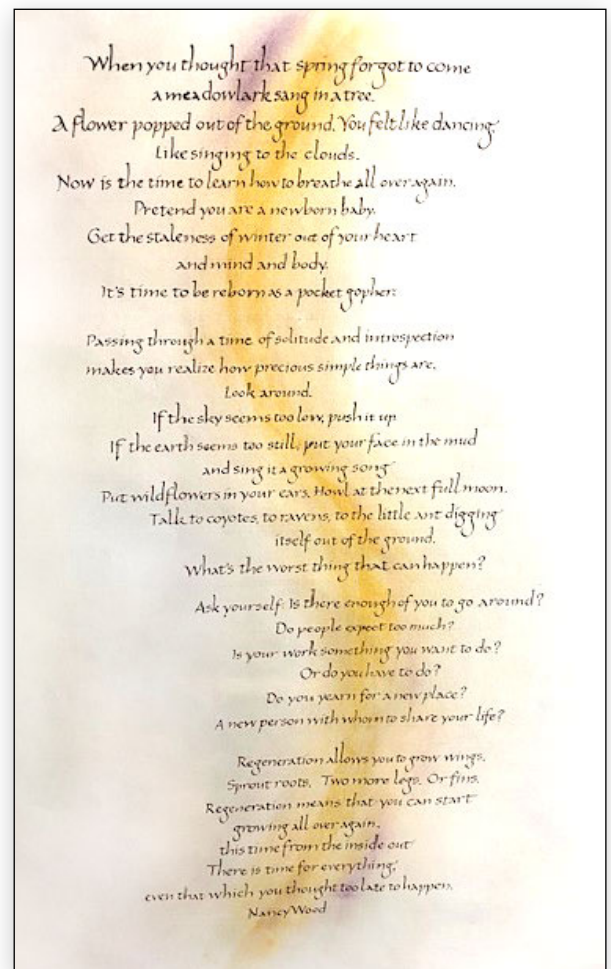 When you thought that spring forgot to come
a meadowlark sang in a tree.
A flower popped out of the ground. You felt like dancing.
Like singing to the clouds.
Now is the time to learn how to breathe all over again.
Pretend you are a newborn baby.
Get the staleness of winter out of your heart
and mind and body.
It's time to be reborn as a pocket gopher.
Passing through a time of solitude and introspection
makes you realize how precious simple things are.
Look around.
If the sky seems too low, push it up
If the earth seems too still, put your face in the mud
and sing it a growing song
Put wildflowers in your ears. Howl at the next full moon.
Talk to coyotes, to ravens, to the little ant digging
itself out of the ground.
What's the worst thing that can happen?
Ask yourself: Is there enough of you to go around?
Do people expect too much?
Is your work something you want to do?
Or do you have to do?
Do you yearn for a new place?
A new person with whom to share your life?
Regeneration allows you to grow wings.
Sprout roots. Two more legs. Or fins.
Regeneration means that you can start
growing all over again,
this time from the inside out
There is time for everything,
even that which you thought too late to happen.
Nancy Wood